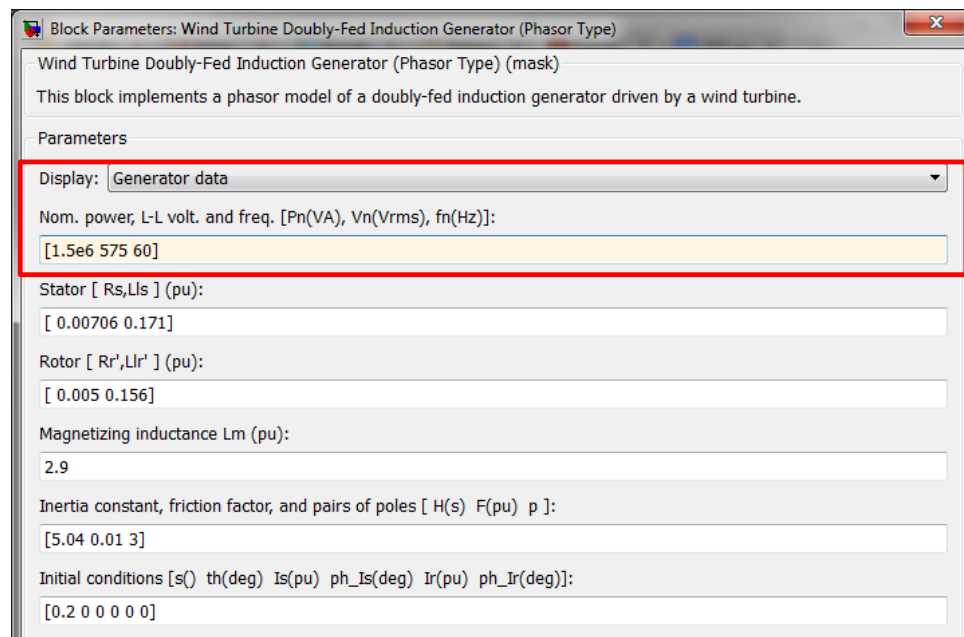 Block Parameters: Wind Turbine Doubly-Fed Induction Generator (Phasor Type)
Wind Turbine Doubly-Fed Induction Generator (Phasor Type) (mask)
This block implements a phasor model of a doubly-fed induction generator driven by a wind turbine.
Parameters
Display: Generator data
Nom. power, L-L volt. and freq. [Pn(VA), Vn(Vrms), fn(Hz)]:
[1.5e6 575 60]
Stator [ Rs,Lls ] (pu):
[ 0.00706 0.171]
Rotor [ Rr',Llr' ] (pu):
[ 0.005 0.156]
Magnetizing inductance Lm (pu):
2.9
Inertia constant, friction factor, and pairs of poles [ H(s) F(pu) p ]:
[5.04 0.01 3]
Initial conditions [s() th(deg) Is(pu) ph_Is(deg) Ir(pu) ph_Ir(deg)]:
[0.2 0 0 0 0 0]